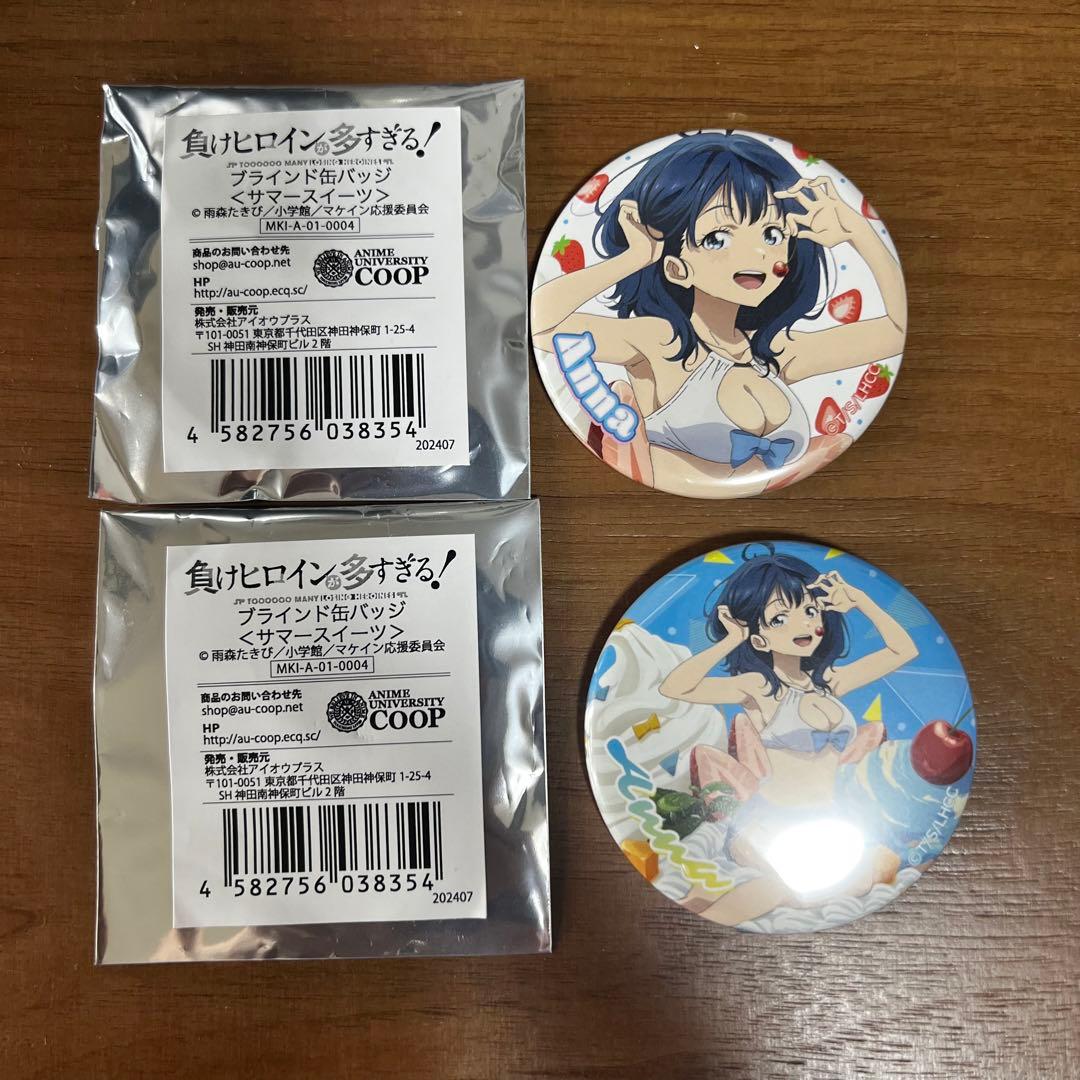 負けヒロインが多すぎる!
TOOOOOO MANY LOSING HEROINES
ブラインド缶バッジ
<サマースイーツ>
© 雨森たきび/小学館/マケイン応援委員会
MKI-A-01-0004
商品のお問い合わせ先
shop@au-coop.net
HP
http://au-coop.ecq.sc/
ANIME
UNIVERSITY
COOP
発売・販売元
株式会社アイオウプラス
〒101-0051 東京都千代田区神田神保町 1-25-4
SH 神田南神保町ビル 2 階
4 582756 038354
202407
Anna
©T/S/LHCC
負けヒロインが多すぎる!
TOOOOOO MANY LOSING HEROINES
ブラインド缶バッジ
<サマースイーツ>
© 雨森たきび/小学館/マケイン応援委員会
MKI-A-01-0004
商品のお問い合わせ先
shop@au-coop.net
HP
http://au-coop.ecq.sc/
ANIME
UNIVERSITY
COOP
発売・販売元
株式会社アイオウプラス
〒101-0051 東京都千代田区神田神保町 1-25-4
SH 神田南神保町ビル 2 階
4 582756 038354
202407
Anna
©T/S/LHCC